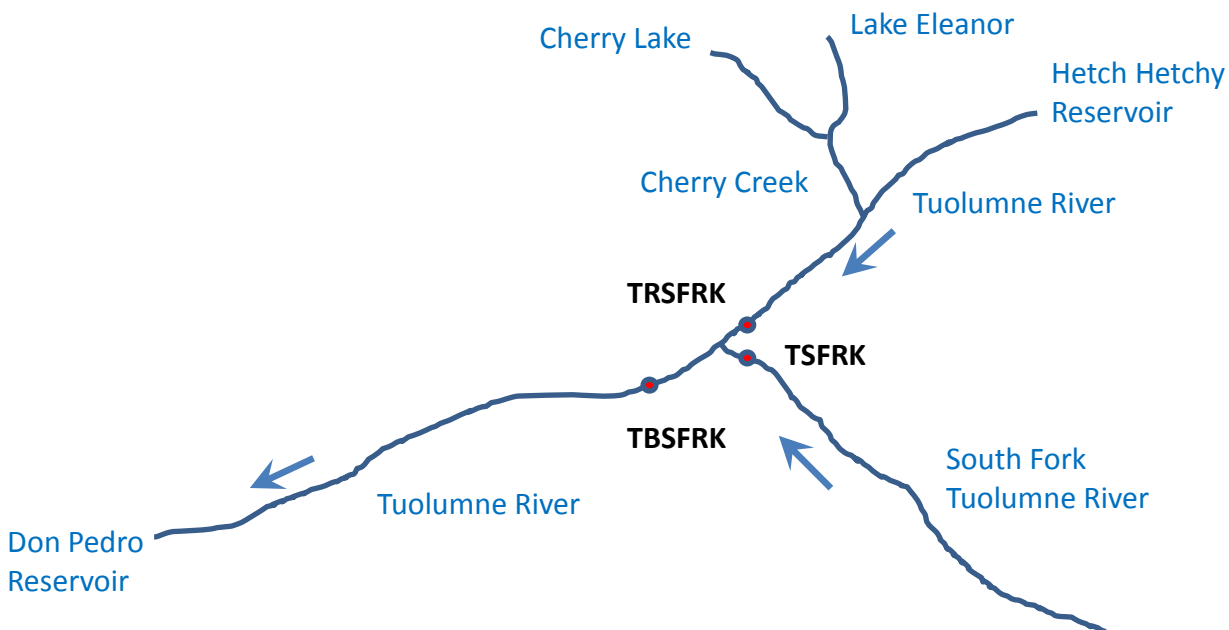 Lake Eleanor
Cherry Lake
Hetch Hetchy
Reservoir
Cherry Creek
Tuolumne River
TRSFRK
TSFRK
TBSFRK
South Fork
Tuolumne River
Tuolumne River
Don Pedro
Reservoir